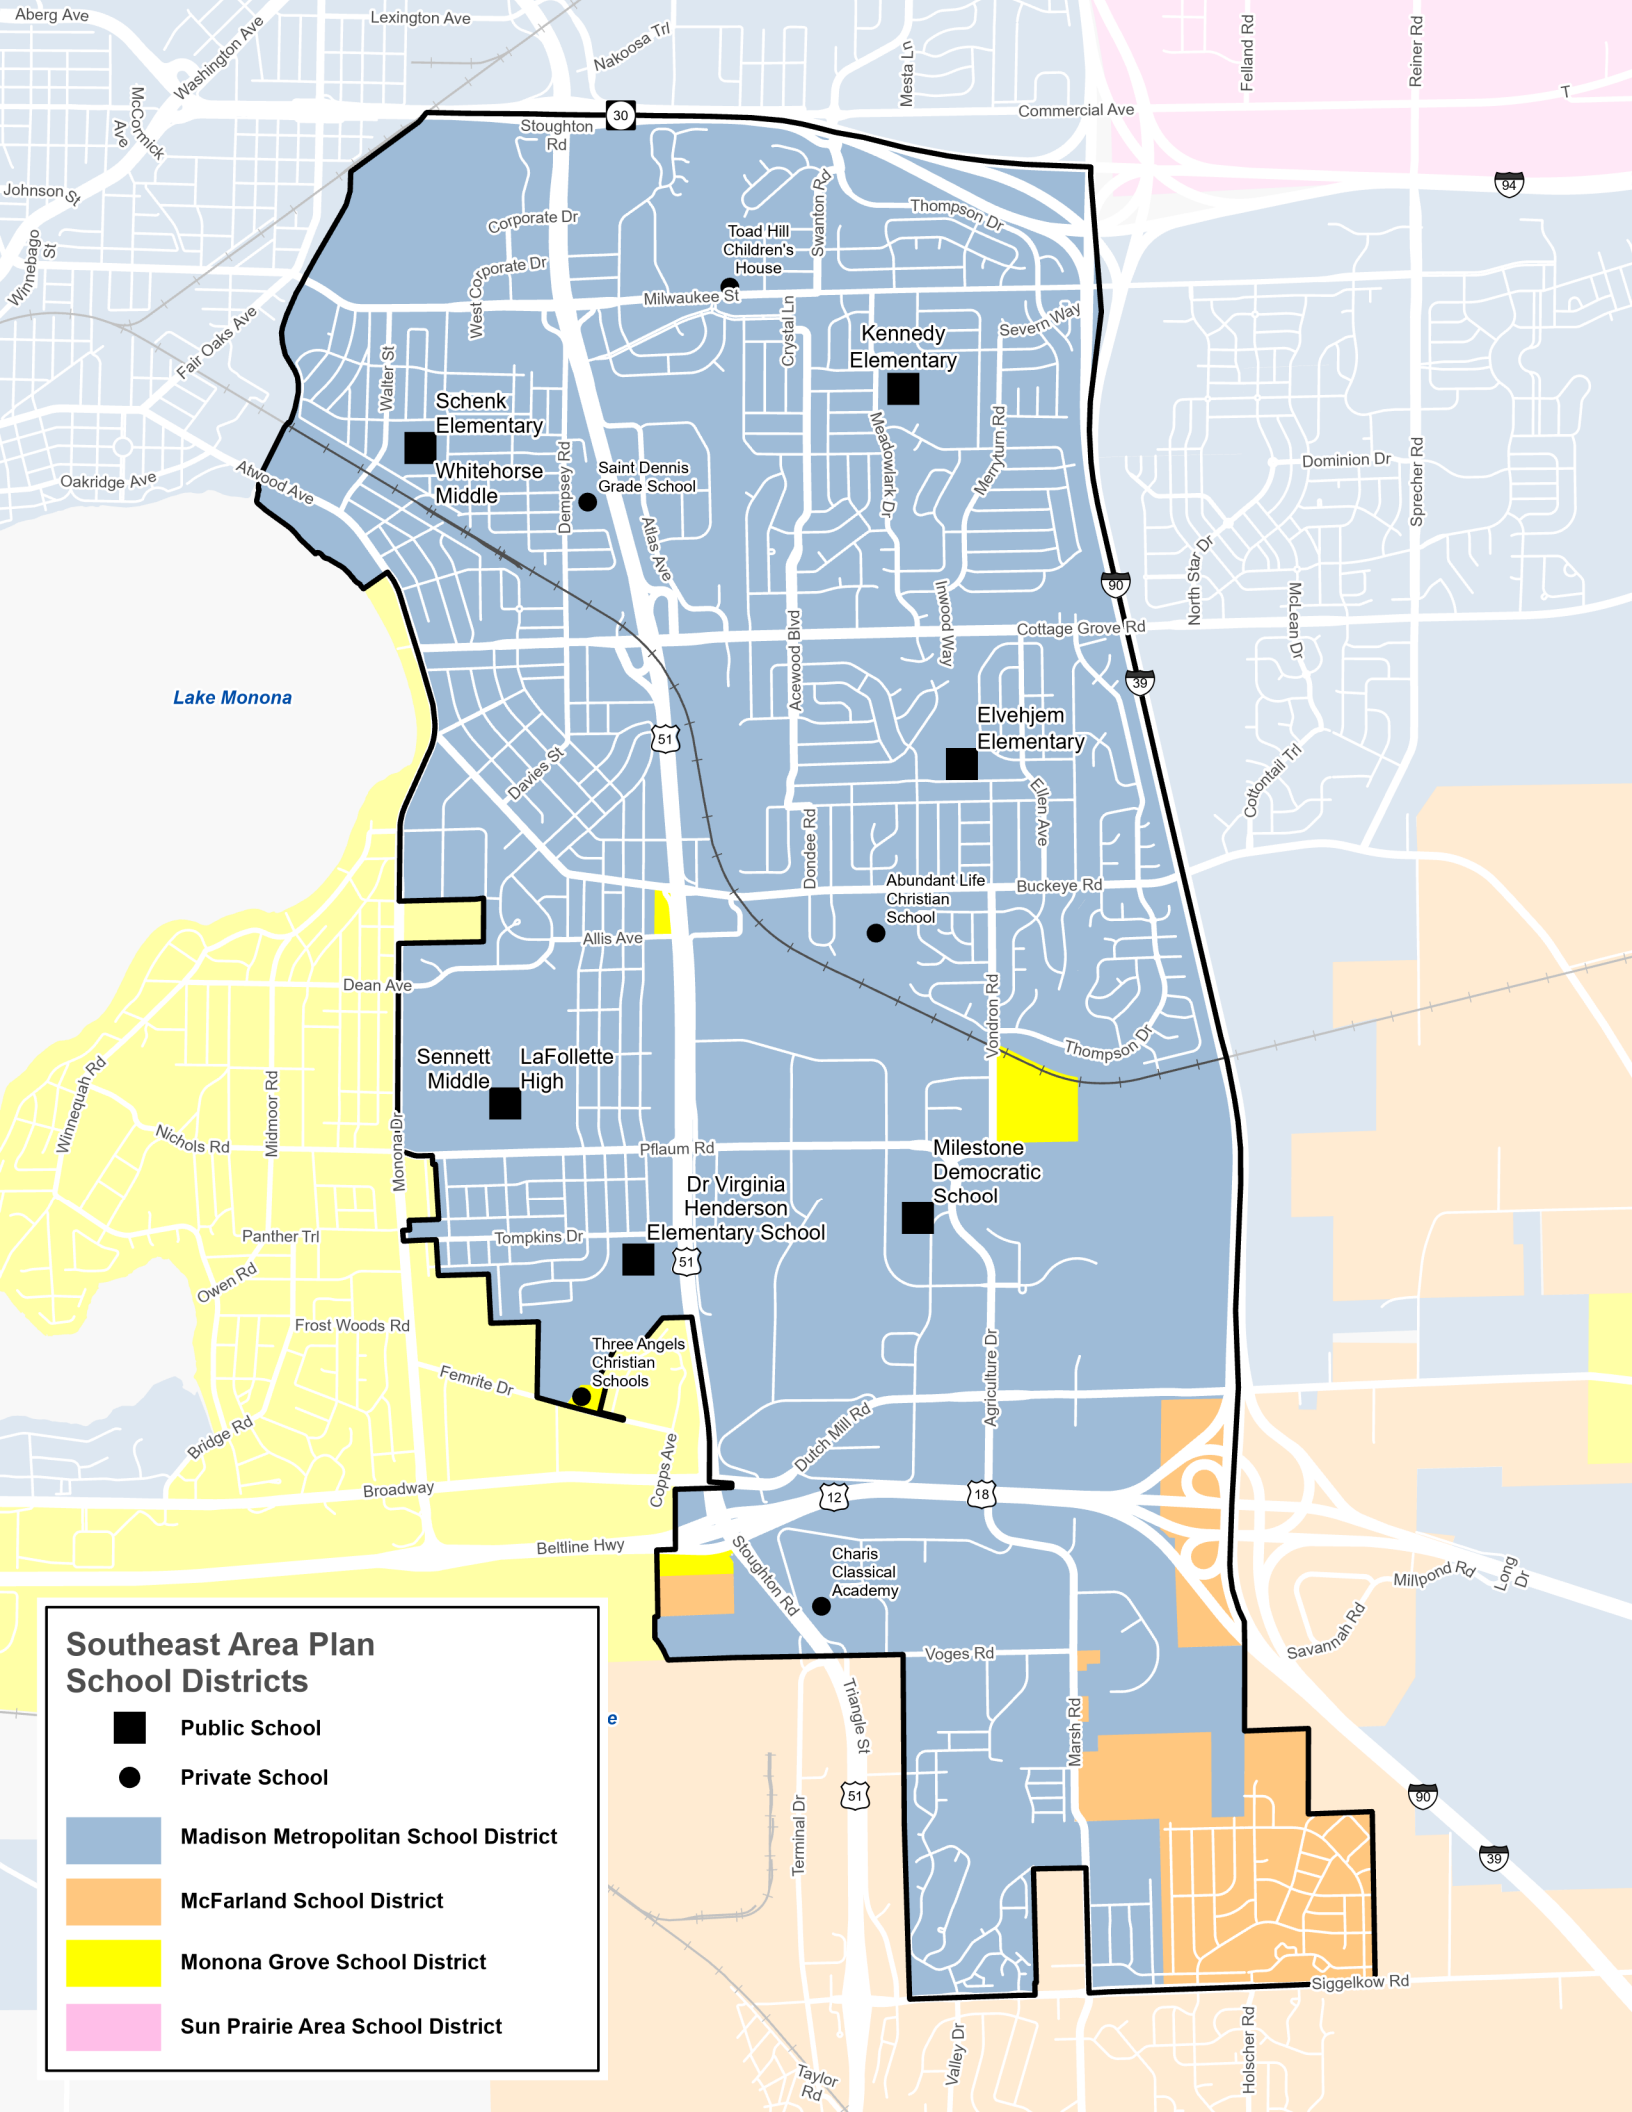 Aberg Ave
Washington Ave
Lexington Ave
Nakoosa Trl
Mesta Ln
Felland Rd
Reiner Rd
T
McCormick
Ave
Commercial Ave
30
Stoughton
Rd
94
Johnson St
Winnebago
St
Corporate Dr
Swanton Rd
Thompson Dr
Toad Hill
Children's
House
West Corporate Dr
Milwaukee St
Fair Oaks Ave
Crystal Ln
Severn Way
Kennedy
Elementary
Walter St
Schenk
Elementary
Whitehorse
Middle
Meadowlark Dr
Merryturn Rd
Dempsey Rd
Saint Dennis
Grade School
Atwood Ave
Oakridge Ave
Dominion Dr
Sprecher Rd
Atlas Ave
North Star Dr
90
McLean Dr
Inwood Way
Acewood Blvd
Cottage Grove Rd
39
Lake Monona
51
Elvehjem
Elementary
Davies St
Ellen Ave
Cottontail Trl
Dondee Rd
Abundant Life
Christian
School
Buckeye Rd
Allis Ave
Dean Ave
Vondron Rd
Thompson Dr
Sennett
Middle
LaFollette
High
Winnequah Rd
Midmoor Rd
Nichols Rd
Monona Dr
Pflaum Rd
Milestone
Democratic
School
Dr Virginia
Henderson
Elementary School
Panther Trl
Tompkins Dr
51
Owen Rd
Frost Woods Rd
Three Angels
Christian
Schools
Femrite Dr
Agriculture Dr
Dutch Mill Rd
Bridge Rd
Copps Ave
Broadway
12
18
Beltline Hwy
Stoughton Rd
Charis
Classical
Academy
Millpond Rd
Long
Dr
Savannah Rd
Voges Rd
Triangle St
Marsh Rd
e
51
90
Terminal Dr
39
Siggelkow Rd
Valley Dr
Holscher Rd
Taylor
Rd
Southeast Area Plan
School Districts
Public School
Private School
Madison Metropolitan School District
McFarland School District
Monona Grove School District
Sun Prairie Area School District